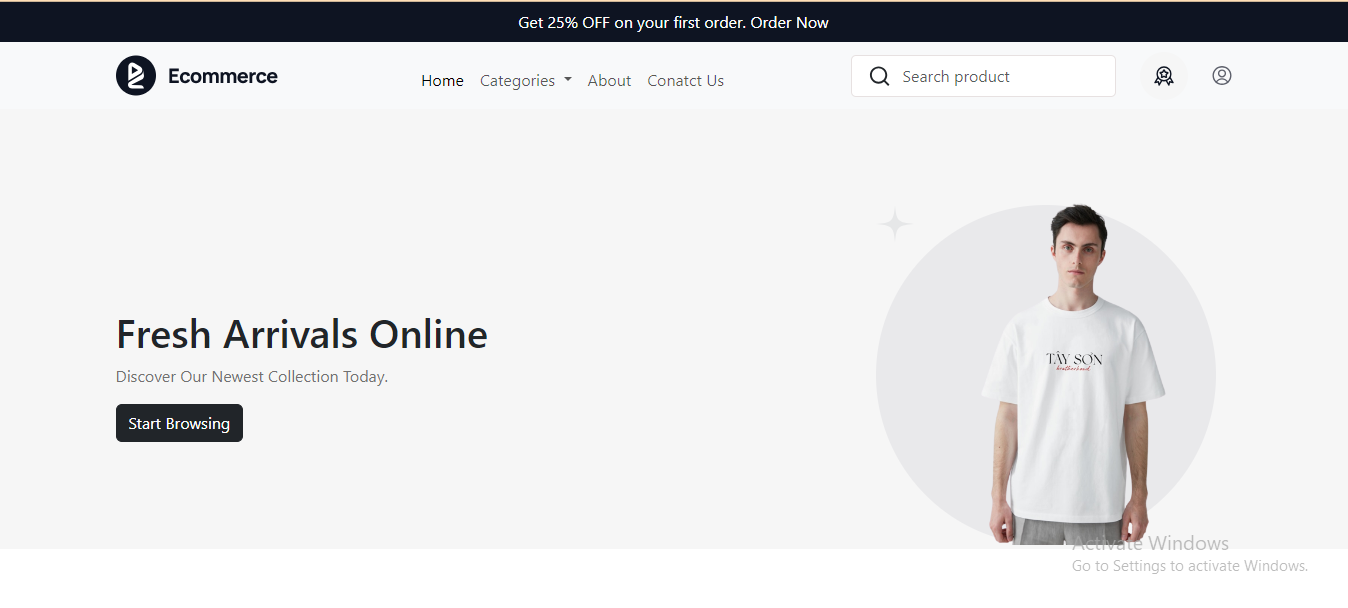 Get 25% OFF on your first order. Order Now
Ecommerce
Home Categories About Conatct Us
Search product
Fresh Arrivals Online
Discover Our Newest Collection Today.
Start Browsing
TÂY SƠN
brotherhood
Activate Windows
Go to Settings to activate Windows.